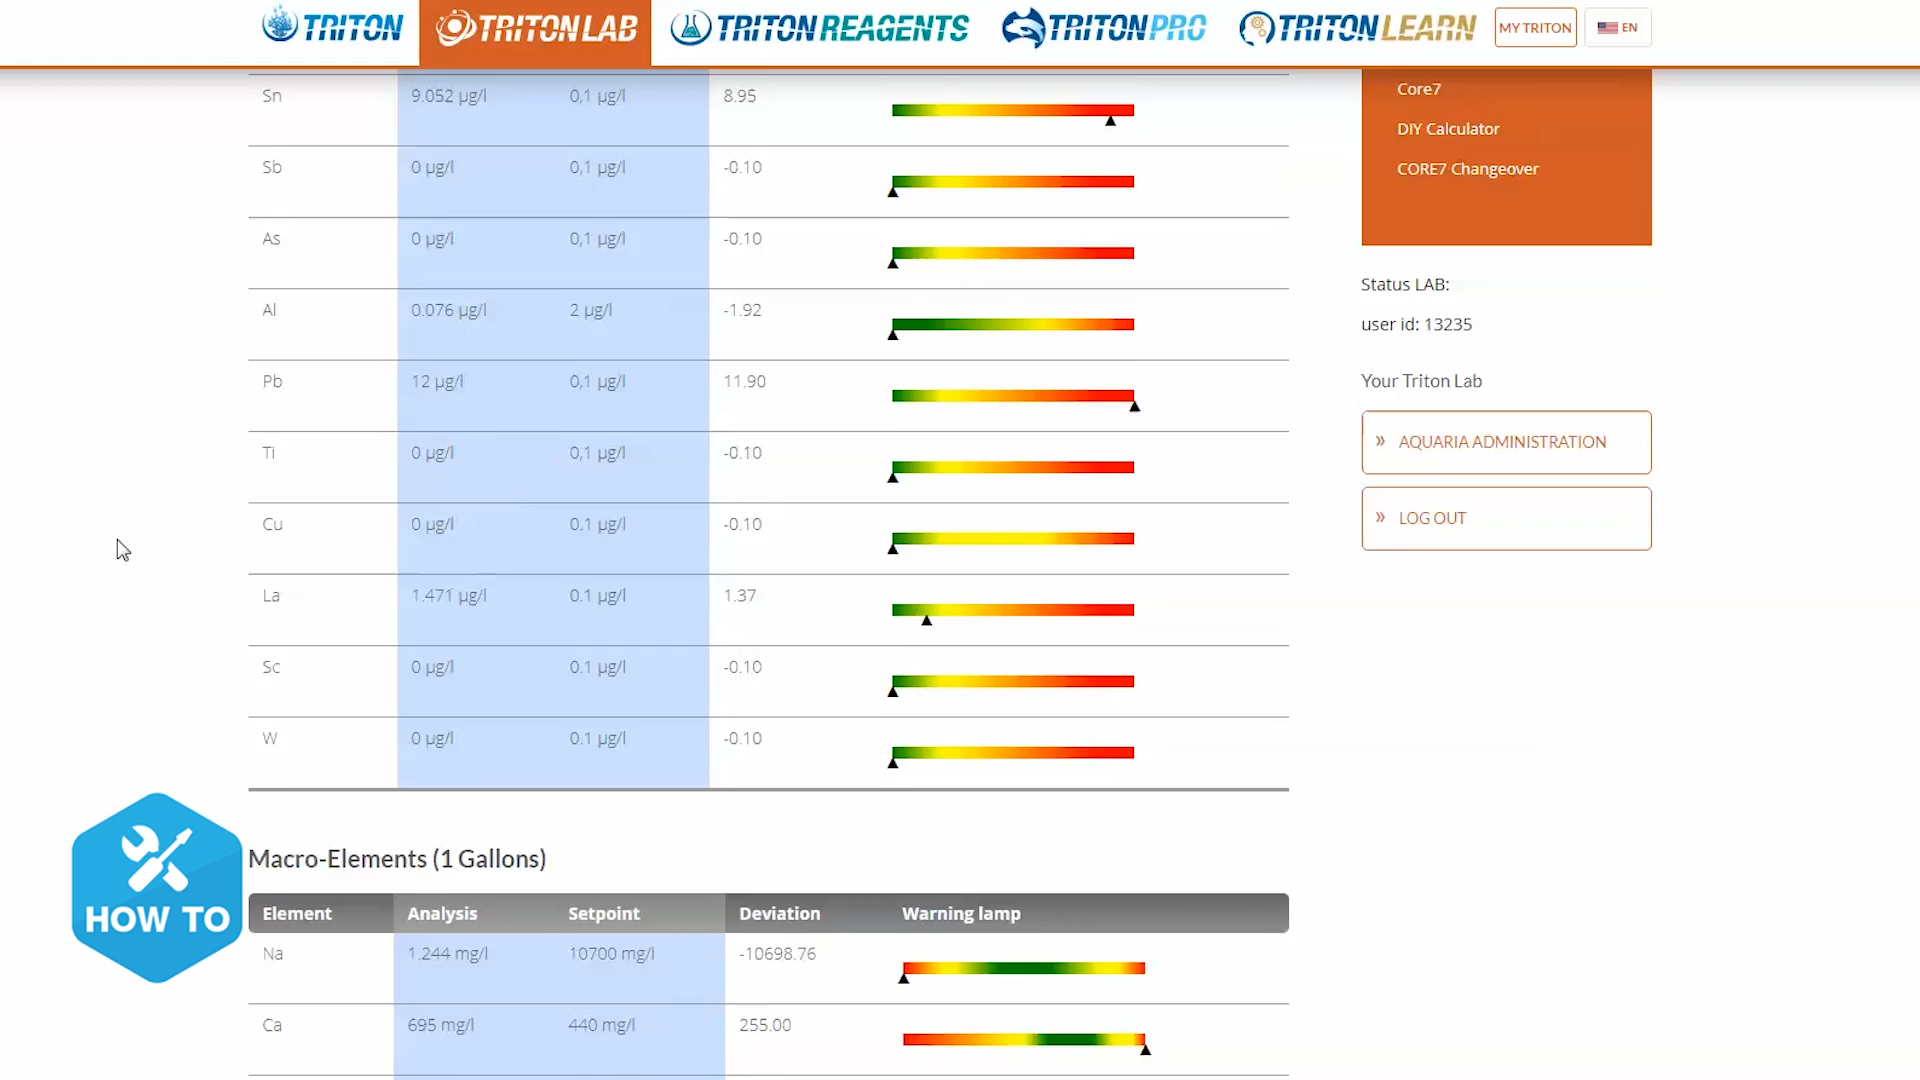 TRITON TRITON LAB TRITON REAGENTS TRITON PRO TRITON LEARN MY TRITON EN
Sn 9.052 µg/l 0,1 µg/l 8.95
Sb 0 µg/l 0,1 µg/l -0.10
As 0 µg/l 0,1 µg/l -0.10
Al 0.076 µg/l 2 µg/l -1.92
Pb 12 µg/l 0,1 µg/l 11.90
Ti 0 µg/l 0,1 µg/l -0.10
Cu 0 µg/l 0.1 µg/l -0.10
La 1.471 µg/l 0.1 µg/l 1.37
Sc 0 µg/l 0.1 µg/l -0.10
W 0 µg/l 0.1 µg/l -0.10
Macro-Elements (1 Gallons)
Element Analysis Setpoint Deviation Warning lamp
Na 1.244 mg/l 10700 mg/l -10698.76
Ca 695 mg/l 440 mg/l 255.00
HOW TO
Core7
DIY Calculator
CORE7 Changeover
Status LAB:
user id: 13235
Your Triton Lab
» AQUARIA ADMINISTRATION
» LOG OUT